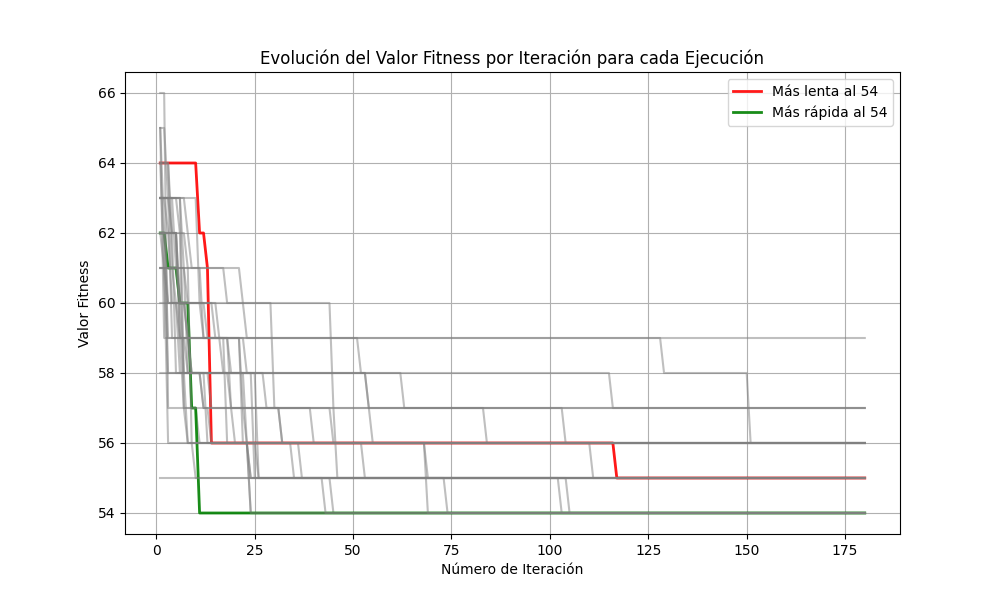 Evolución del Valor Fitness por Iteración para cada Ejecución
Más lenta al 54
Más rápida al 54
Valor Fitness
66
64
62
60
58
56
54
0 25 50 75 100 125 150 175
Número de Iteración